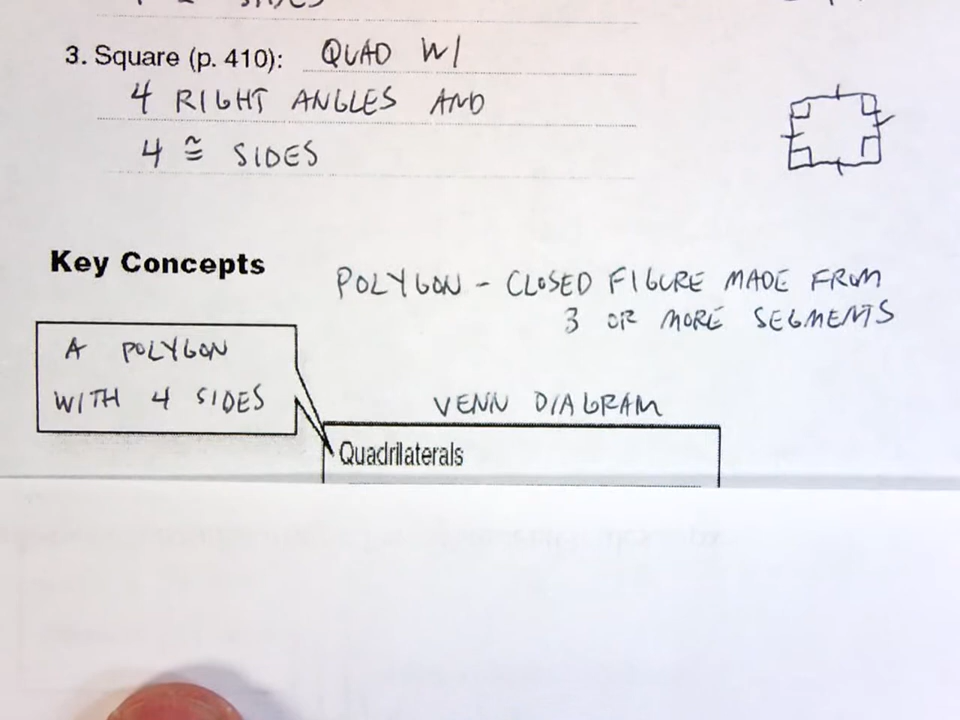 3. Square (p. 410): QUAD W/
4 RIGHT ANGLES AND
4 ≅ SIDES
Key Concepts
POLYGON - CLOSED FIGURE MADE FROM
3 OR MORE SEGMENTS
A POLYGON
WITH 4 SIDES
VENN DIAGRAM
Quadrilaterals